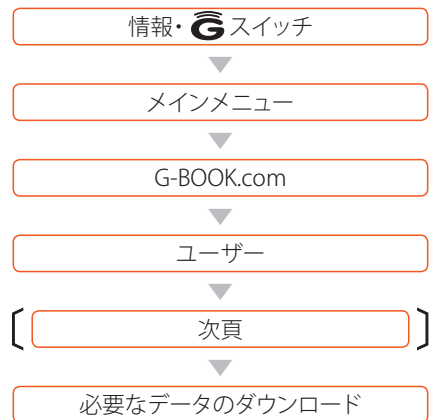 情報・Gスイッチ
メインメニュー
G-BOOK.com
ユーザー
〔次頁〕
必要なデータのダウンロード